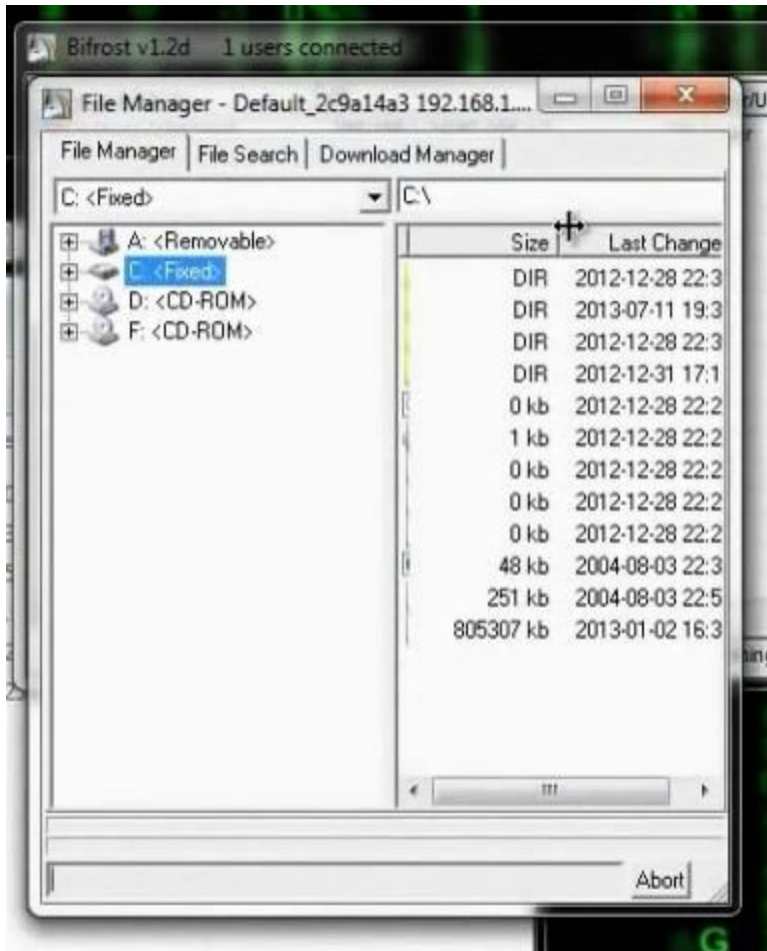 Bifrost v1.2d 1 users connected
File Manager - Default_2c9a14a3 192.168.1....
File Manager File Search Download Manager
C: <Fixed> C:\
Size Last Change
A: <Removable>
C: <Fixed>
D: <CD-ROM>
F: <CD-ROM>
DIR 2012-12-28 22:3
DIR 2013-07-11 19:3
DIR 2012-12-28 22:3
DIR 2012-12-31 17:1
0 kb 2012-12-28 22:2
1 kb 2012-12-28 22:2
0 kb 2012-12-28 22:2
0 kb 2012-12-28 22:2
0 kb 2012-12-28 22:2
48 kb 2004-08-03 22:3
251 kb 2004-08-03 22:5
805307 kb 2013-01-02 16:3
Abort
G